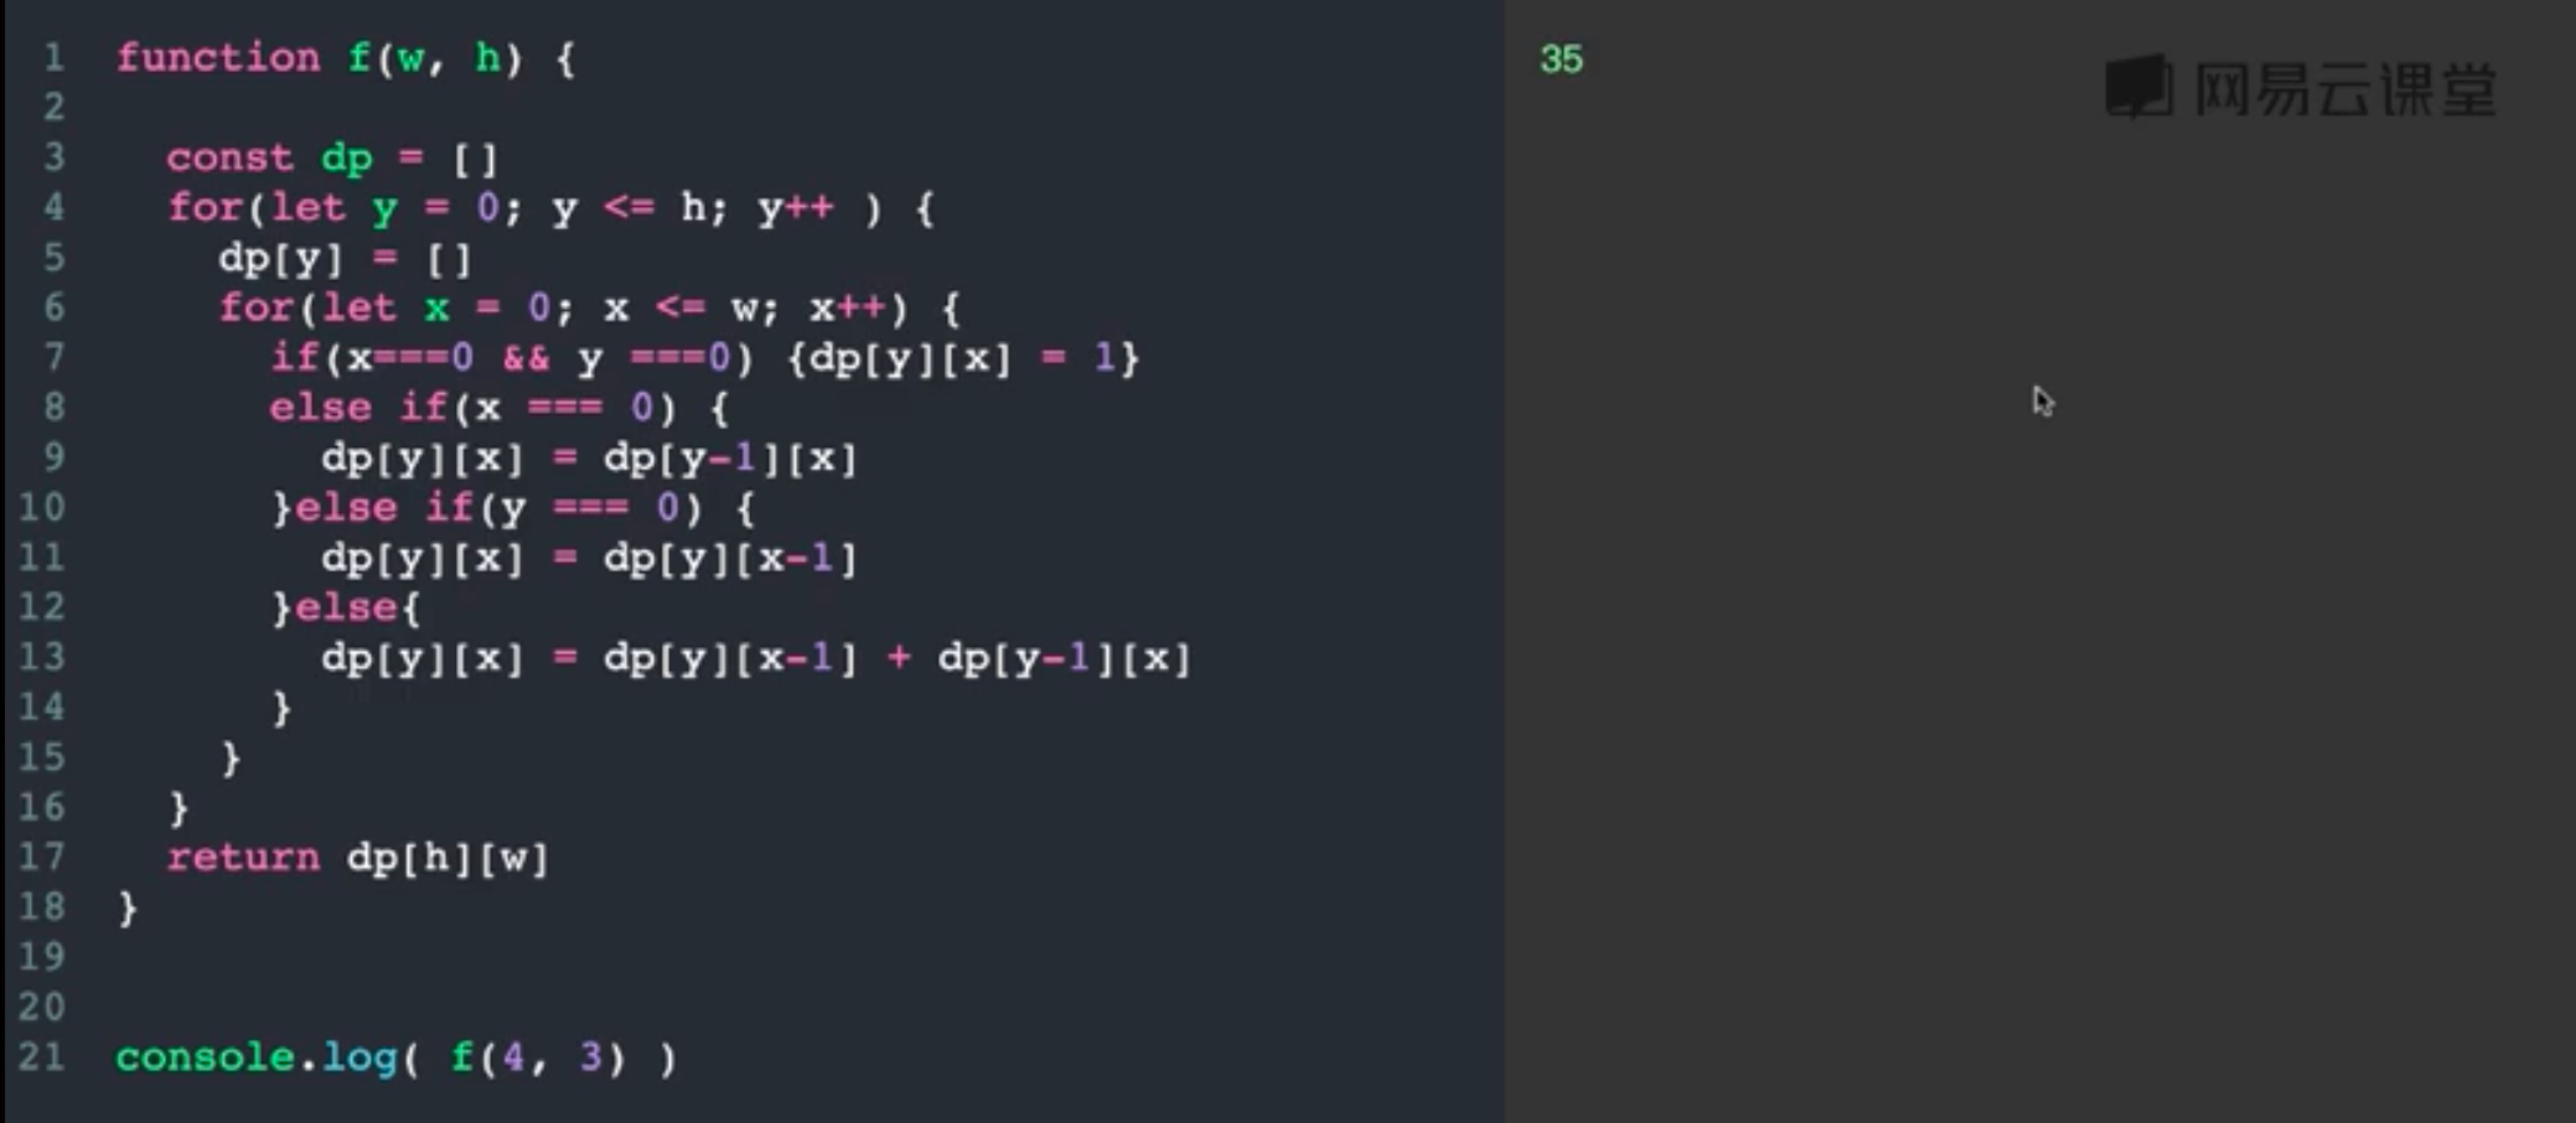 1 function f(w, h) {
2
3 const dp = []
4 for(let y = 0; y <= h; y++ ) {
5 dp[y] = []
6 for(let x = 0; x <= w; x++) {
7 if(x===0 && y ===0) {dp[y][x] = 1}
8 else if(x === 0) {
9 dp[y][x] = dp[y-1][x]
10 }else if(y === 0) {
11 dp[y][x] = dp[y][x-1]
12 }else{
13 dp[y][x] = dp[y][x-1] + dp[y-1][x]
14 }
15 }
16 }
17 return dp[h][w]
18 }
19
20
21 console.log( f(4, 3) )
35
网易云课堂